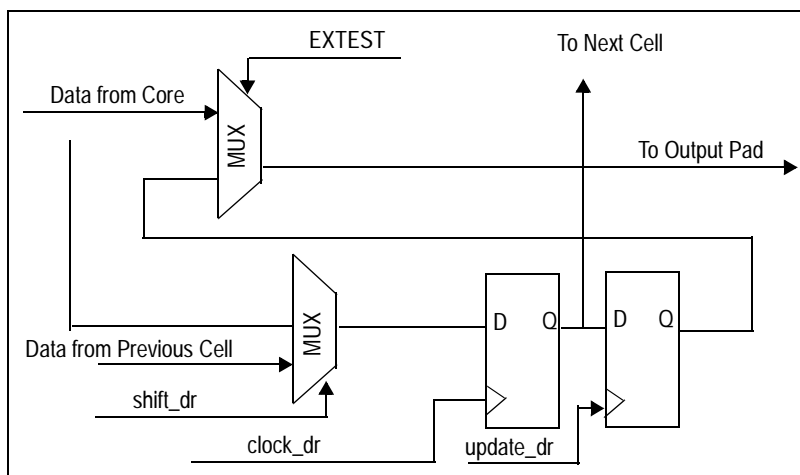 EXTEST
To Next Cell
Data from Core
MUX
To Output Pad
MUX
D Q
D Q
Data from Previous Cell
shift_dr
clock_dr
update_dr